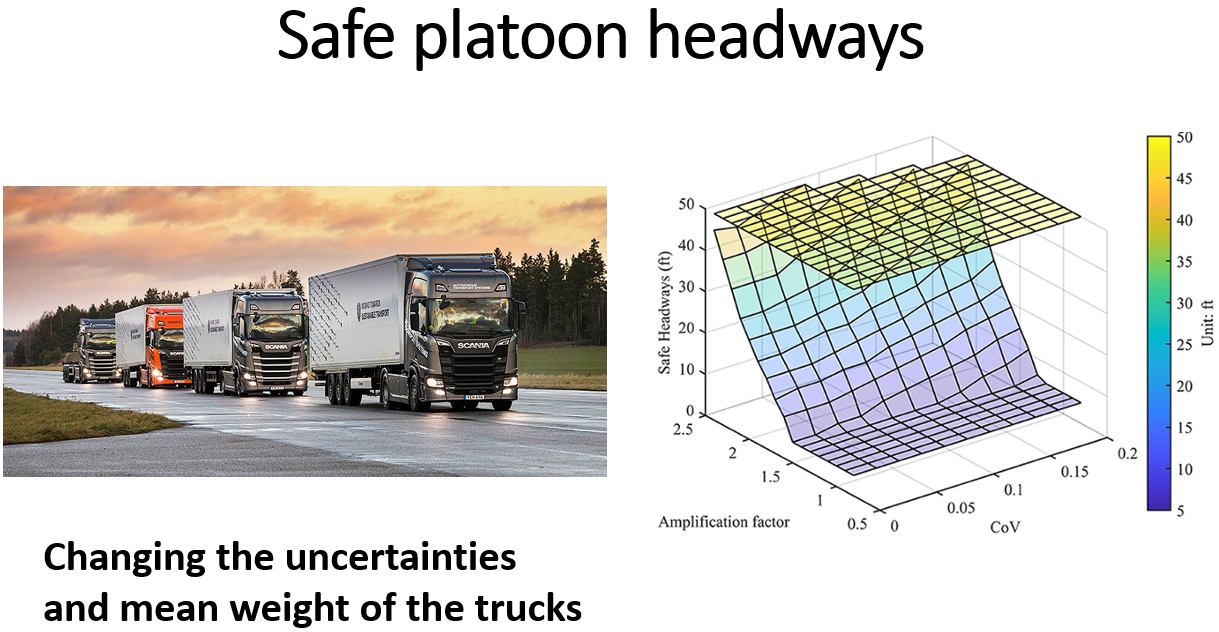 Safe platoon headways
SCANIA
SCANIA
SCANIA
Changing the uncertainties
and mean weight of the trucks
Safe Headways (ft)
50
40
30
20
10
0
2.5
2
1.5
1
0.5
Amplification factor
0
0.05
0.1
0.15
0.2
CoV
50
45
40
35
30
25
20
15
10
5
Unit: ft